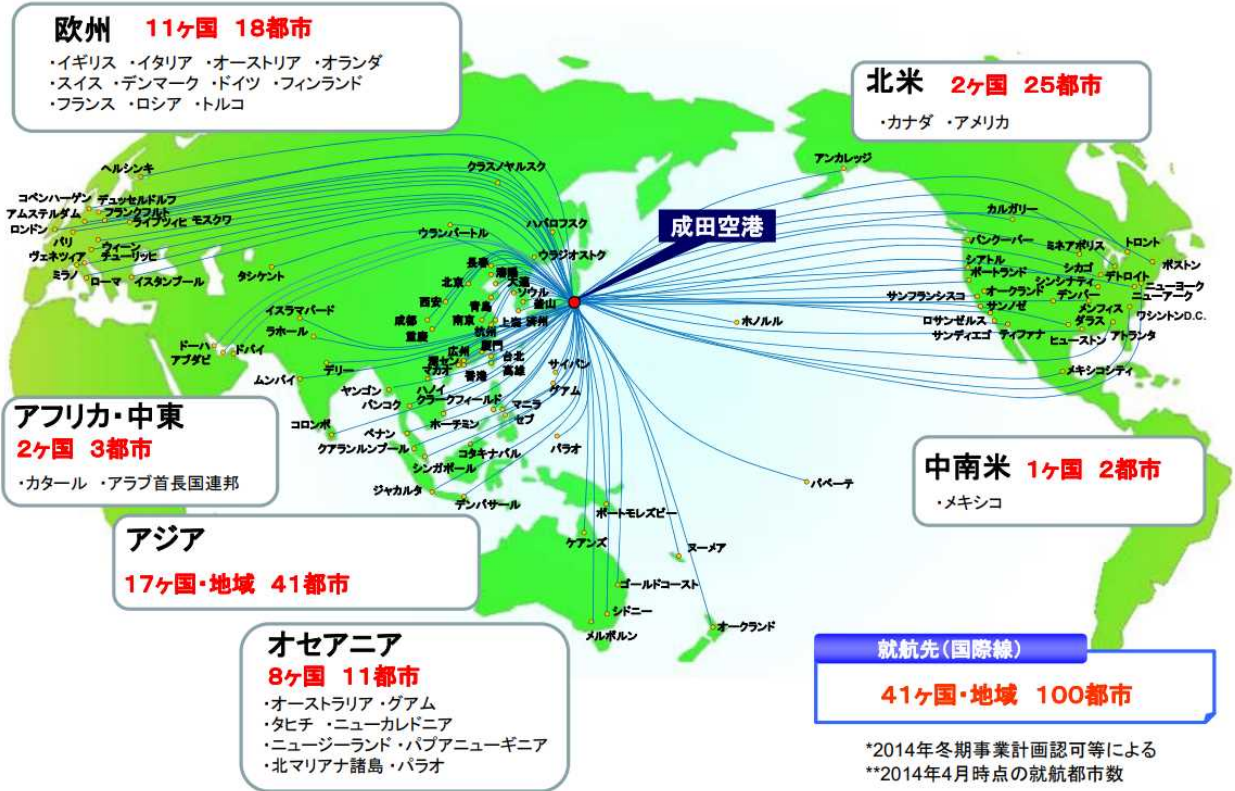 欧州 11ヶ国 18都市
・イギリス ・イタリア ・オーストリア ・オランダ
・スイス ・デンマーク ・ドイツ ・フィンランド
・フランス ・ロシア ・トルコ
北米 2ヶ国 25都市
・カナダ ・アメリカ
成田空港
ヘルシンキ
コペンハーゲン
デュッセルドルフ
アムステルダム
フランクフルト
ロンドン
ライプツィヒ
モスクワ
パリ
ウィーン
ヴェネツィア
チューリッヒ
ミラノ
ローマ
イスタンブール
タシケント
クラスノヤルスク
ハバロフスク
ウランバートル
ウラジオストク
長春
瀋陽
北京
大連
ソウル
西安
青島
釜山
成都
南京
上海
済州
重慶
杭州
イスラマバード
ラホール
ドーハ
アブダビ
ドバイ
デリー
ムンバイ
広州
厦門
深セン
台北
マカオ
香港
高雄
サイパン
グアム
ヤンゴン
ハノイ
バンコク
クラークフィールド
マニラ
セブ
ホーチミン
コロンボ
ペナン
クアラルンプール
コタキナバル
パラオ
シンガポール
ジャカルタ
デンパサール
ポートモレズビー
ケアンズ
ヌーメア
ゴールドコースト
シドニー
メルボルン
オークランド
パペーテ
ホノルル
アンカレッジ
カルガリー
バンクーバー
ミネアポリス
トロント
シアトル
シカゴ
ボストン
ポートランド
シンシナティ
デトロイト
オークランド
デンバー
ニューヨーク
サンフランシスコ
ニューアーク
サンノゼ
メンフィス
ワシントンD.C.
ロサンゼルス
ダラス
サンディエゴ
ティファナ
アトランタ
ヒューストン
メキシコシティ
アフリカ・中東
2ヶ国 3都市
・カタール ・アラブ首長国連邦
中南米 1ヶ国 2都市
・メキシコ
アジア
17ヶ国・地域 41都市
オセアニア
8ヶ国 11都市
・オーストラリア ・グアム
・タヒチ ・ニューカレドニア
・ニュージーランド ・パプアニューギニア
・北マリアナ諸島 ・パラオ
就航先(国際線)
41ヶ国・地域 100都市
*2014年冬期事業計画認可等による
**2014年4月時点の就航都市数